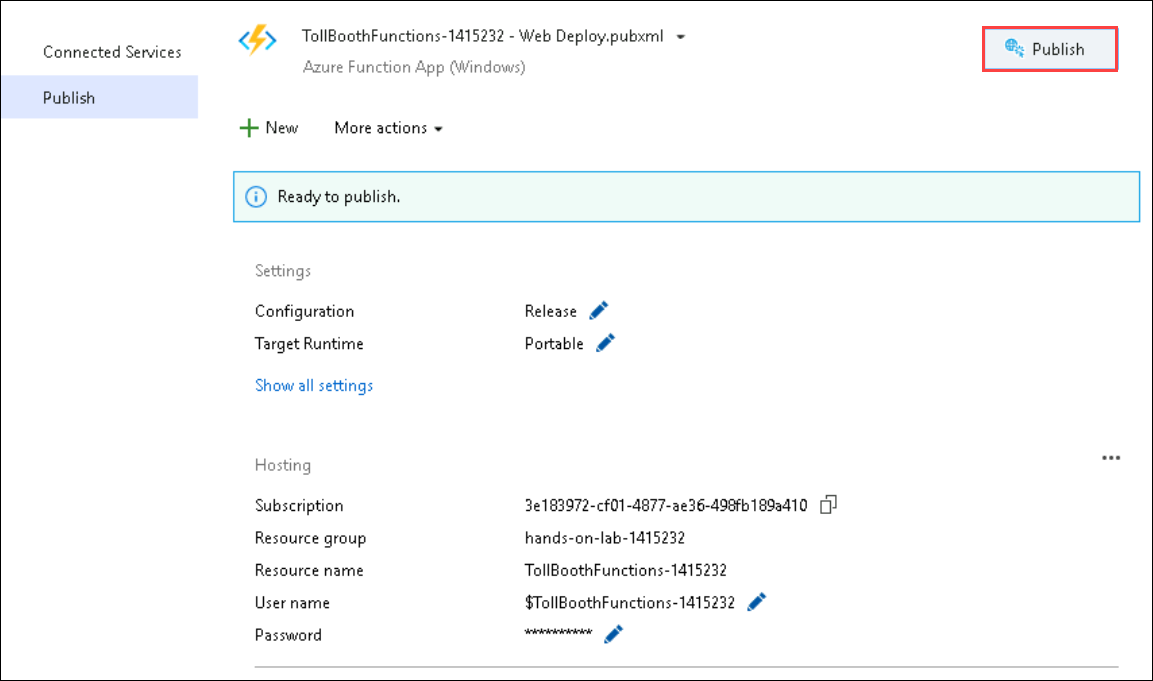 Connected Services
Publish
TollBoothFunctions-1415232 - Web Deploy.pubxml
Azure Function App (Windows)
Publish
New
More actions
Ready to publish.
Settings
Configuration Release
Target Runtime Portable
Show all settings
Hosting
Subscription 3e183972-cf01-4877-ae36-498fb189a410
Resource group hands-on-lab-1415232
Resource name TollBoothFunctions-1415232
User name $TollBoothFunctions-1415232
Password **********